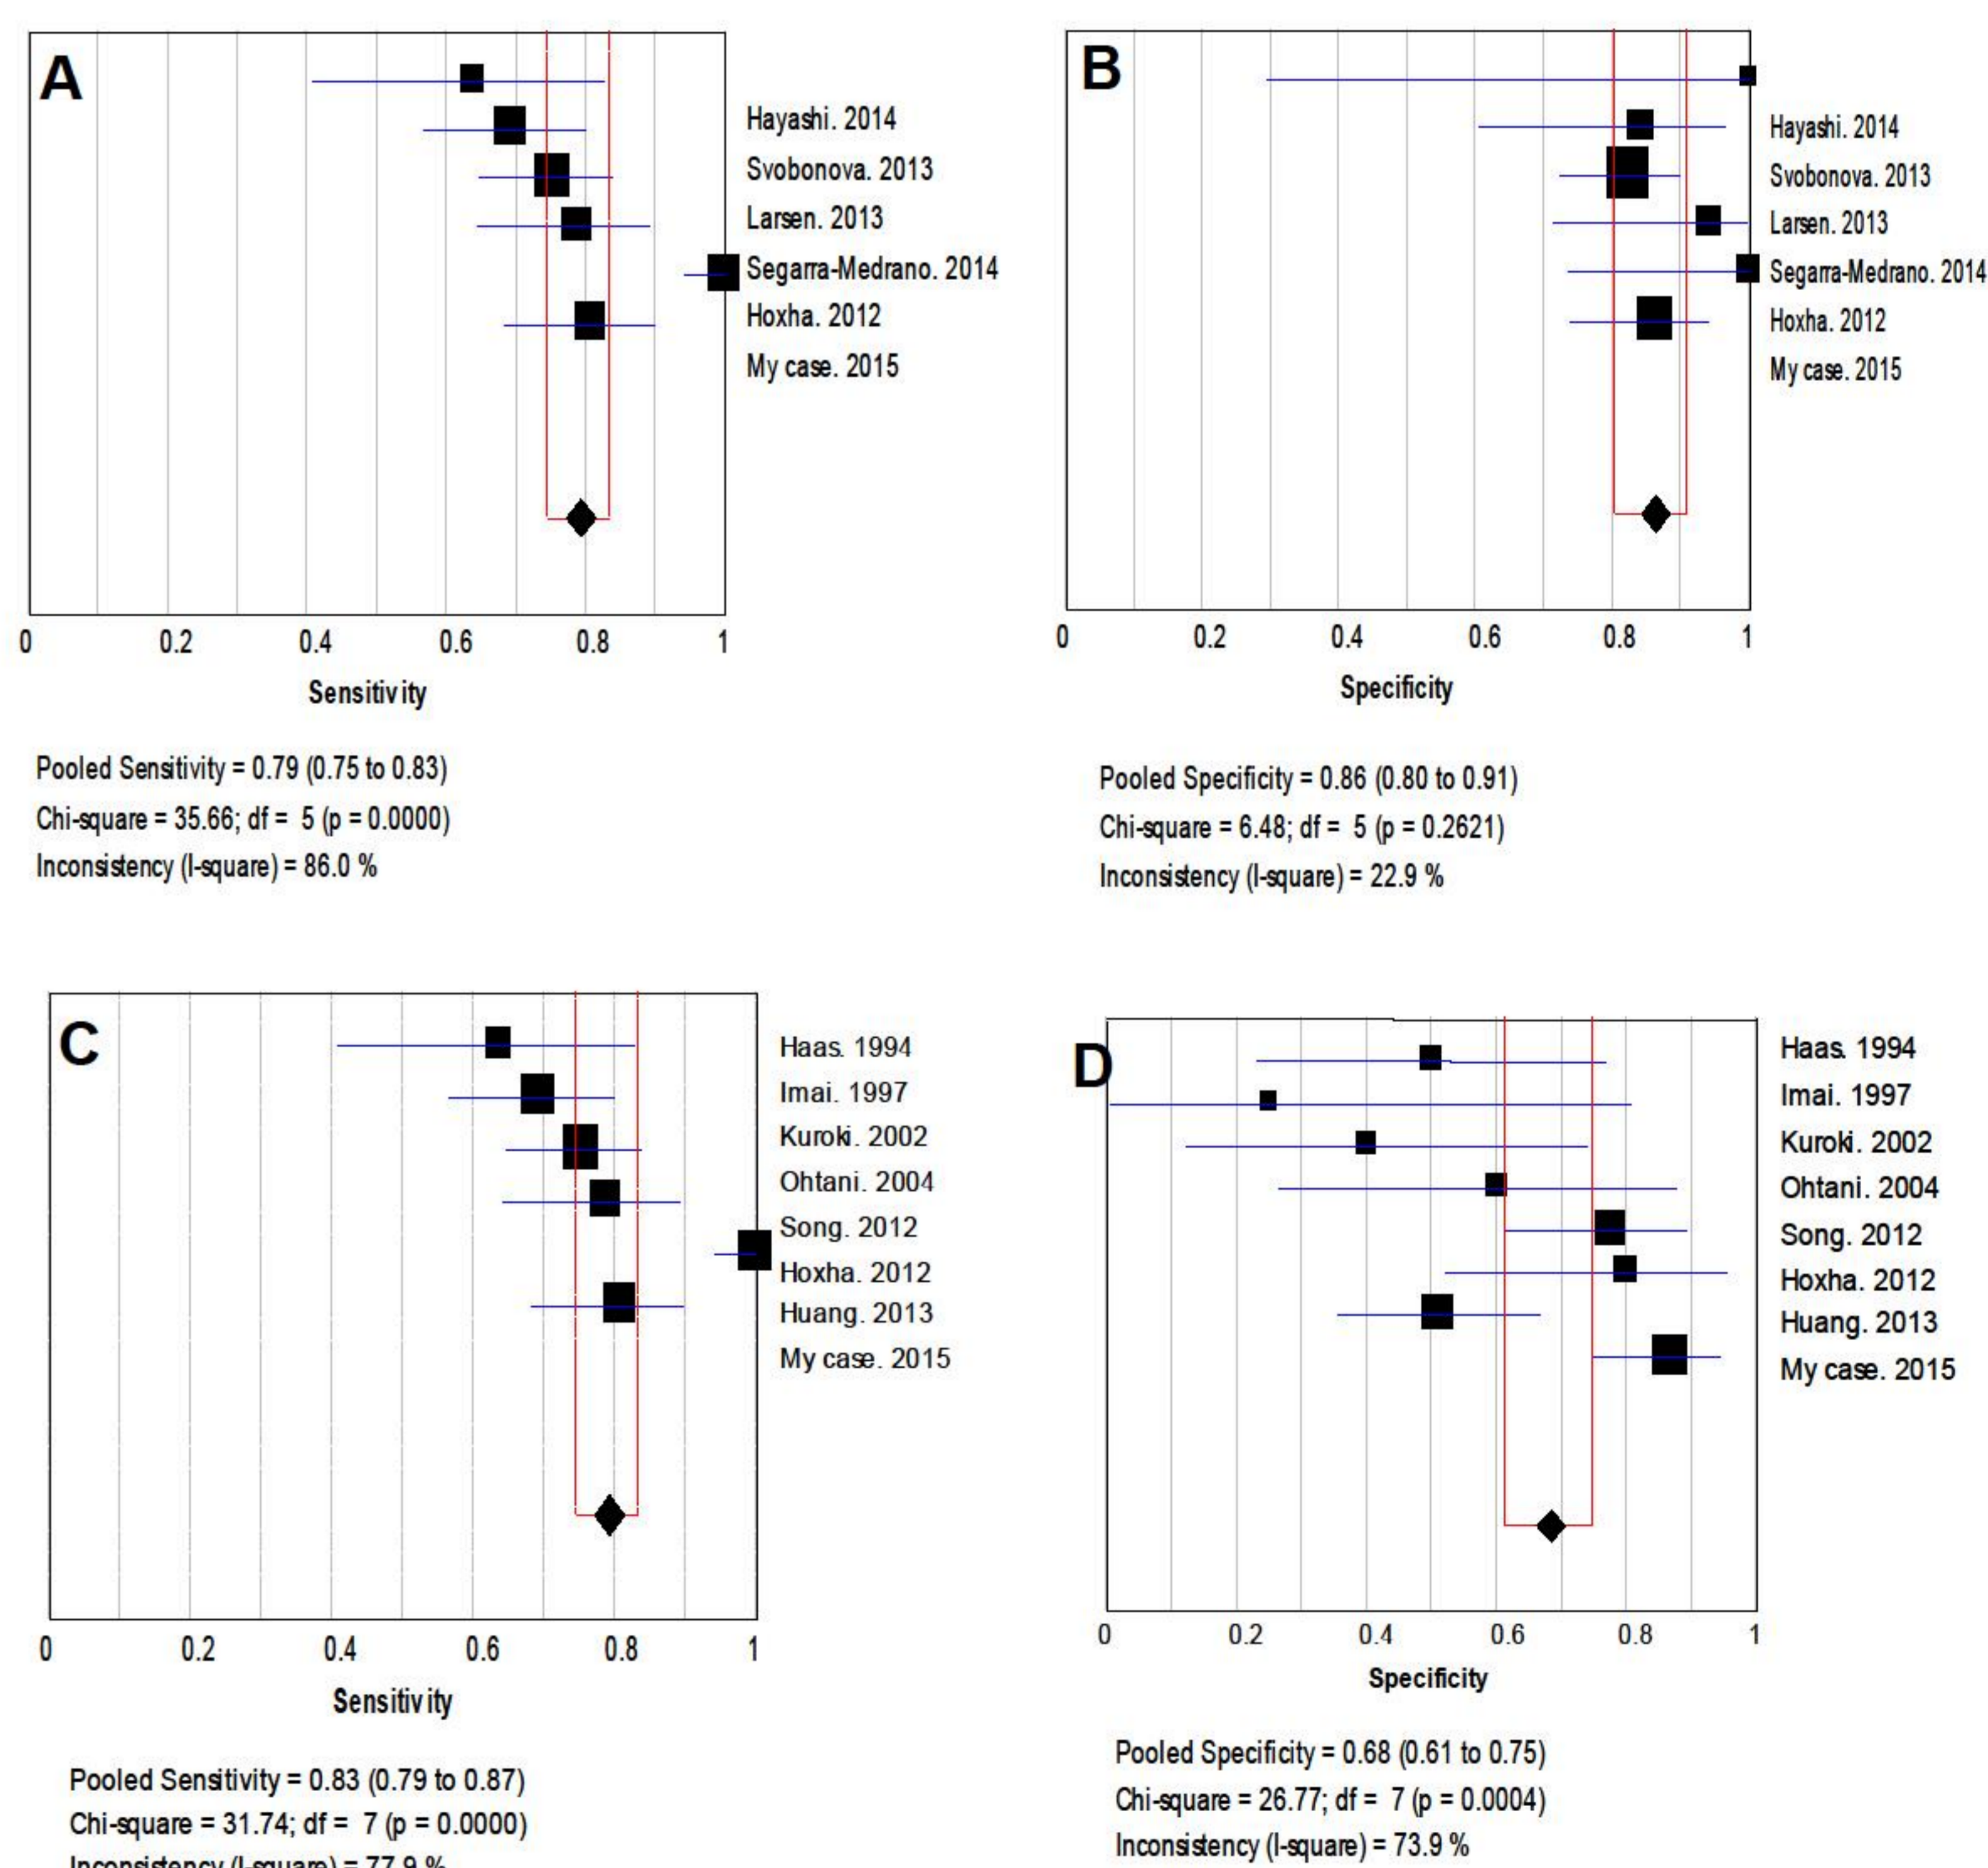 A
Hayashi. 2014
Svobonova. 2013
Larsen. 2013
Segarra-Medrano. 2014
Hoxha. 2012
My case. 2015
0 0.2 0.4 0.6 0.8 1
Sensitivity
Pooled Sensitivity = 0.79 (0.75 to 0.83)
Chi-square = 35.66; df = 5 (p = 0.0000)
Inconsistency (I-square) = 86.0 %
B
Hayashi. 2014
Svobonova. 2013
Larsen. 2013
Segarra-Medrano. 2014
Hoxha. 2012
My case. 2015
0 0.2 0.4 0.6 0.8 1
Specificity
Pooled Specificity = 0.86 (0.80 to 0.91)
Chi-square = 6.48; df = 5 (p = 0.2621)
Inconsistency (I-square) = 22.9 %
C
Haas. 1994
Imai. 1997
Kuroki. 2002
Ohtani. 2004
Song. 2012
Hoxha. 2012
Huang. 2013
My case. 2015
0 0.2 0.4 0.6 0.8 1
Sensitivity
Pooled Sensitivity = 0.83 (0.79 to 0.87)
Chi-square = 31.74; df = 7 (p = 0.0000)
Inconsistency (I-square) = 77.9 %
D
Haas. 1994
Imai. 1997
Kuroki. 2002
Ohtani. 2004
Song. 2012
Hoxha. 2012
Huang. 2013
My case. 2015
0 0.2 0.4 0.6 0.8 1
Specificity
Pooled Specificity = 0.68 (0.61 to 0.75)
Chi-square = 26.77; df = 7 (p = 0.0004)
Inconsistency (I-square) = 73.9 %